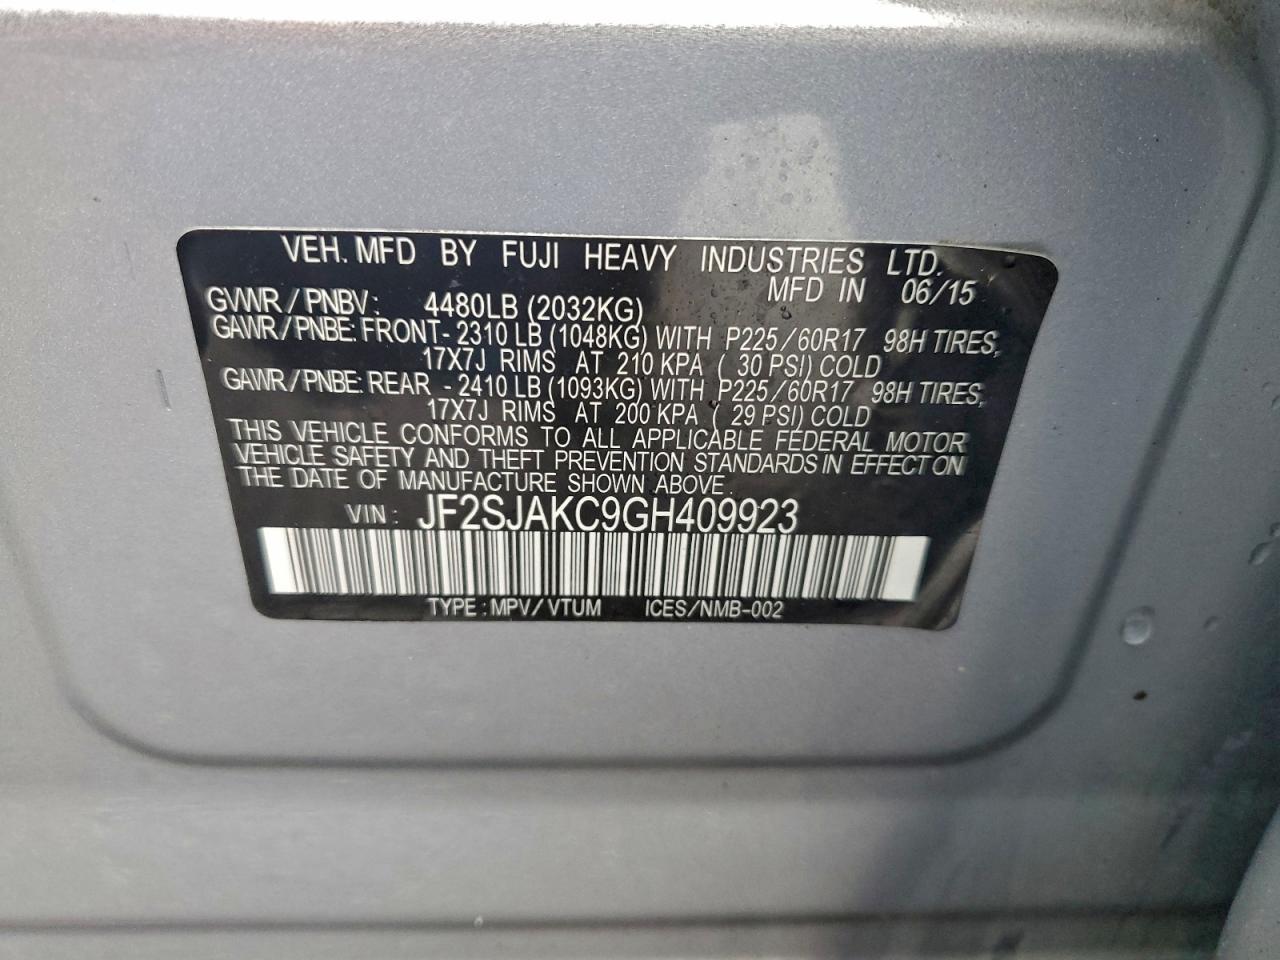 VEH. MFD BY FUJI HEAVY INDUSTRIES LTD.
MFD IN 06/15
GVWR / PNBV: 4480LB (2032KG)
GAWR / PNBE: FRONT- 2310 LB (1048KG) WITH P225/60R17 98H TIRES,
17X7J RIMS AT 210 KPA ( 30 PSI) COLD
GAWR / PNBE: REAR - 2410 LB (1093KG) WITH P225/60R17 98H TIRES,
17X7J RIMS AT 200 KPA ( 29 PSI) COLD
THIS VEHICLE CONFORMS TO ALL APPLICABLE FEDERAL MOTOR
VEHICLE SAFETY AND THEFT PREVENTION STANDARDS IN EFFECT ON
THE DATE OF MANUFACTURE SHOWN ABOVE.
VIN: JF2SJAKC9GH409923
TYPE: MPV/VTUM ICES/NMB-002